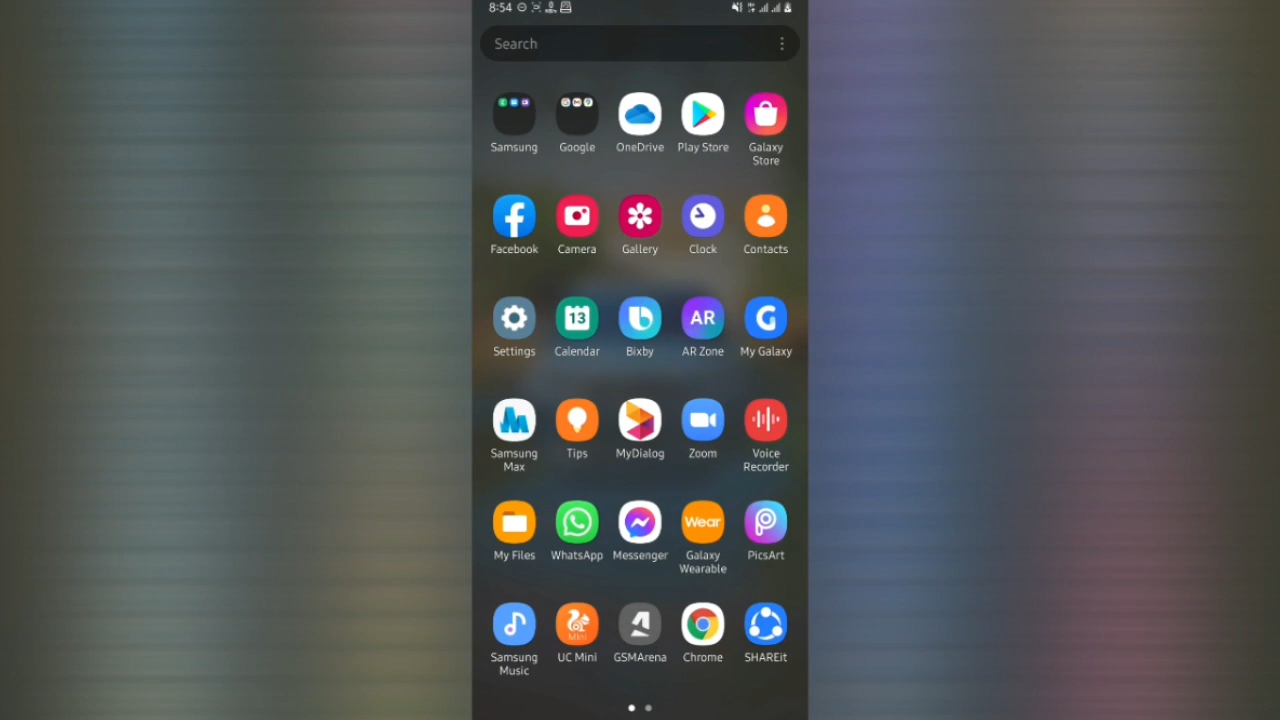 8:54
Search
Samsung Google OneDrive Play Store Galaxy Store
Facebook Camera Gallery Clock Contacts
13 AR
Settings Calendar Bixby AR Zone My Galaxy
Samsung Max Tips MyDialog Zoom Voice Recorder
Wear
My Files WhatsApp Messenger Galaxy Wearable PicsArt
Mini
Samsung Music UC Mini GSMArena Chrome SHAREit